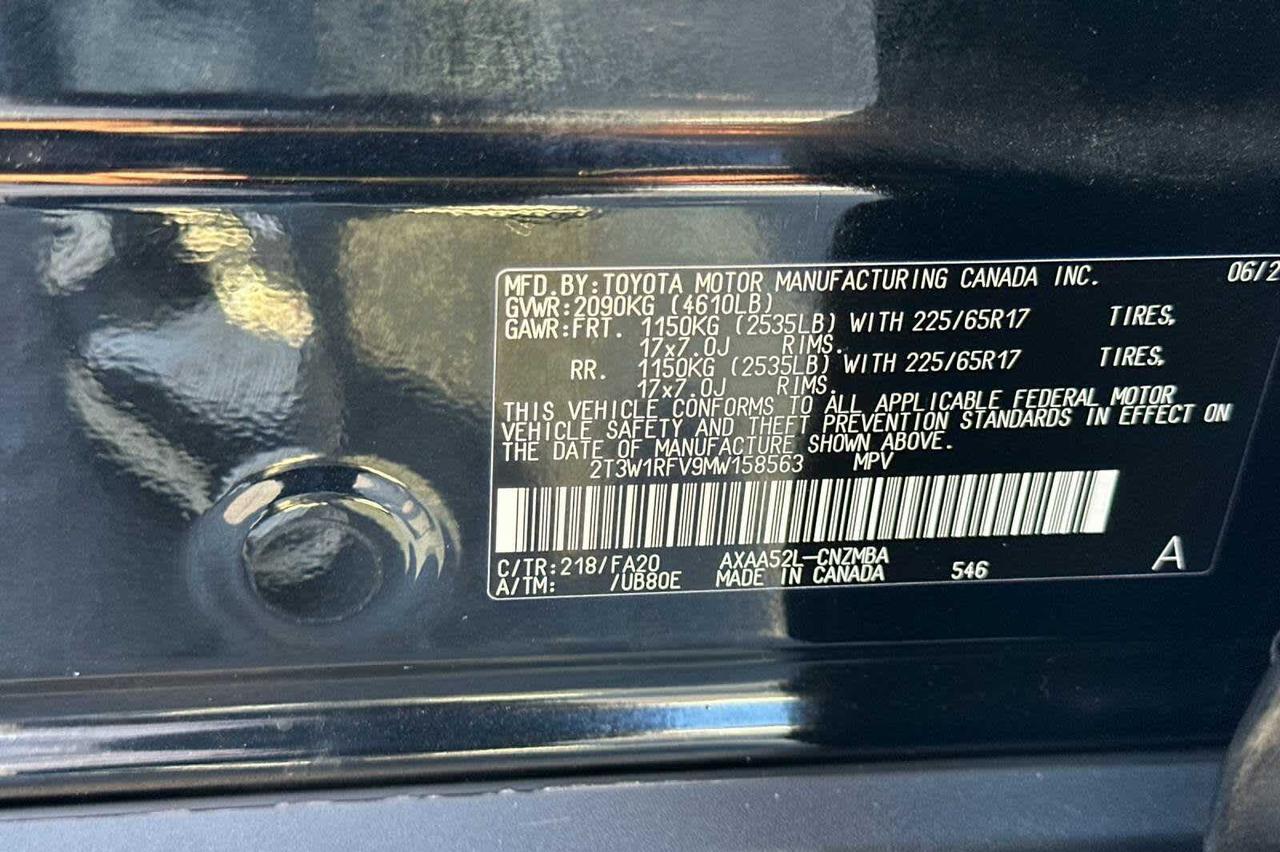 MFD.BY:TOYOTA MOTOR MANUFACTURING CANADA INC. 06/2
GVWR:2090KG (4610LB)
GAWR:FRT. 1150KG (2535LB) WITH 225/65R17 TIRES,
17x7.0J RIMS.
RR. 1150KG (2535LB) WITH 225/65R17 TIRES,
17x7.0J RIMS.
THIS VEHICLE CONFORMS TO ALL APPLICABLE FEDERAL MOTOR
VEHICLE SAFETY AND THEFT PREVENTION STANDARDS IN EFFECT ON
THE DATE OF MANUFACTURE SHOWN ABOVE.
2T3W1RFV9MW158563 MPV
C/TR:218/FA20 AXAA52L-CNZMBA
A/TM: /UB80E MADE IN CANADA 546 A